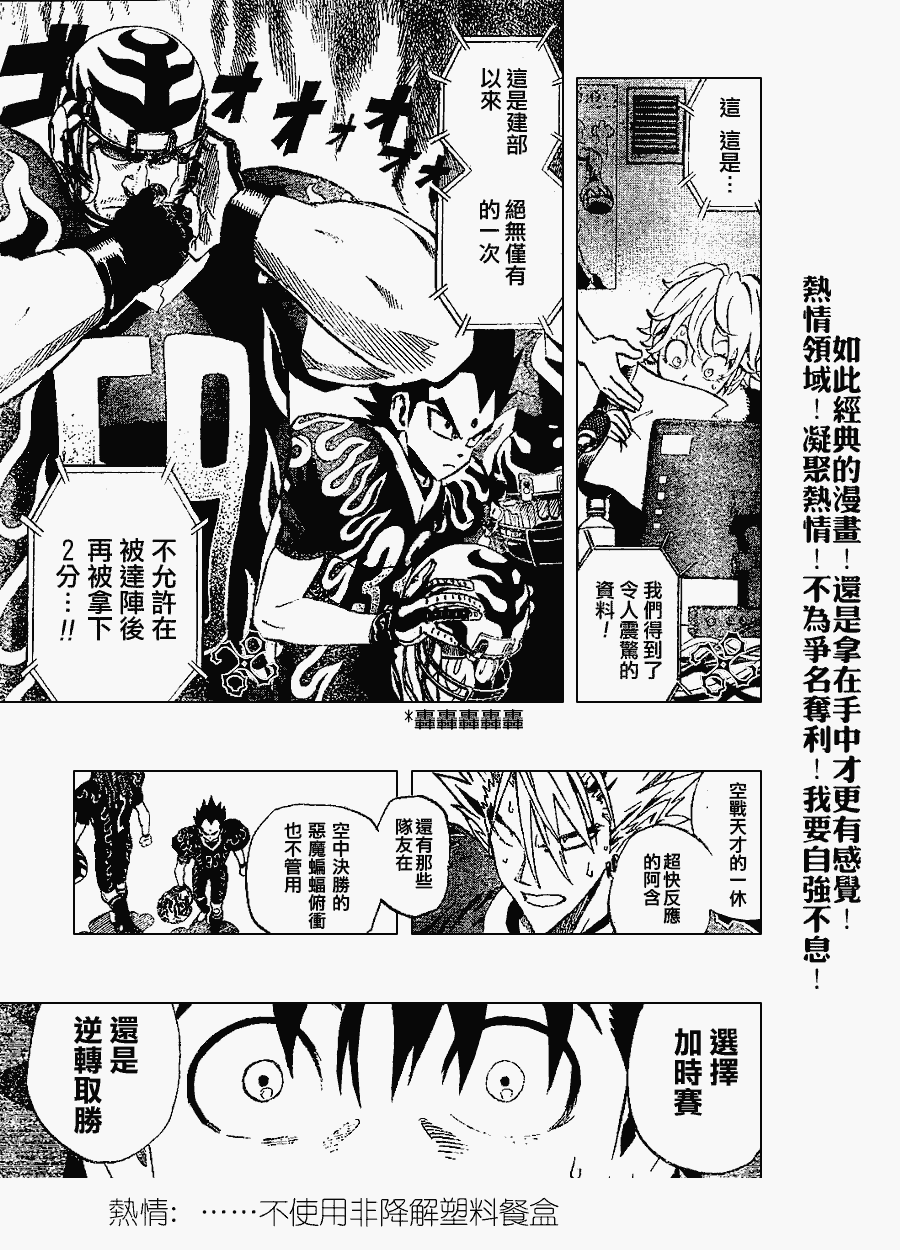 這 這是…
我們得到了
令人震驚的
資料！
這是建部
以來
絕無僅有
的一次
ゴオオオオオオ
不允許在
被達陣後
再被拿下
2分…!!
*轟轟轟轟轟
空戰天才的一休
超快反應
的阿含
還有那些
隊友在
空中決勝的
惡魔蝙蝠俯衝
也不管用
選擇
加時賽
還是
逆轉取勝
如此經典的漫畫！還是拿在手中才更有感覺！
熱情領域！凝聚熱情！不為爭名奪利！我要自強不息！
熱情：……不使用非降解塑料餐盒